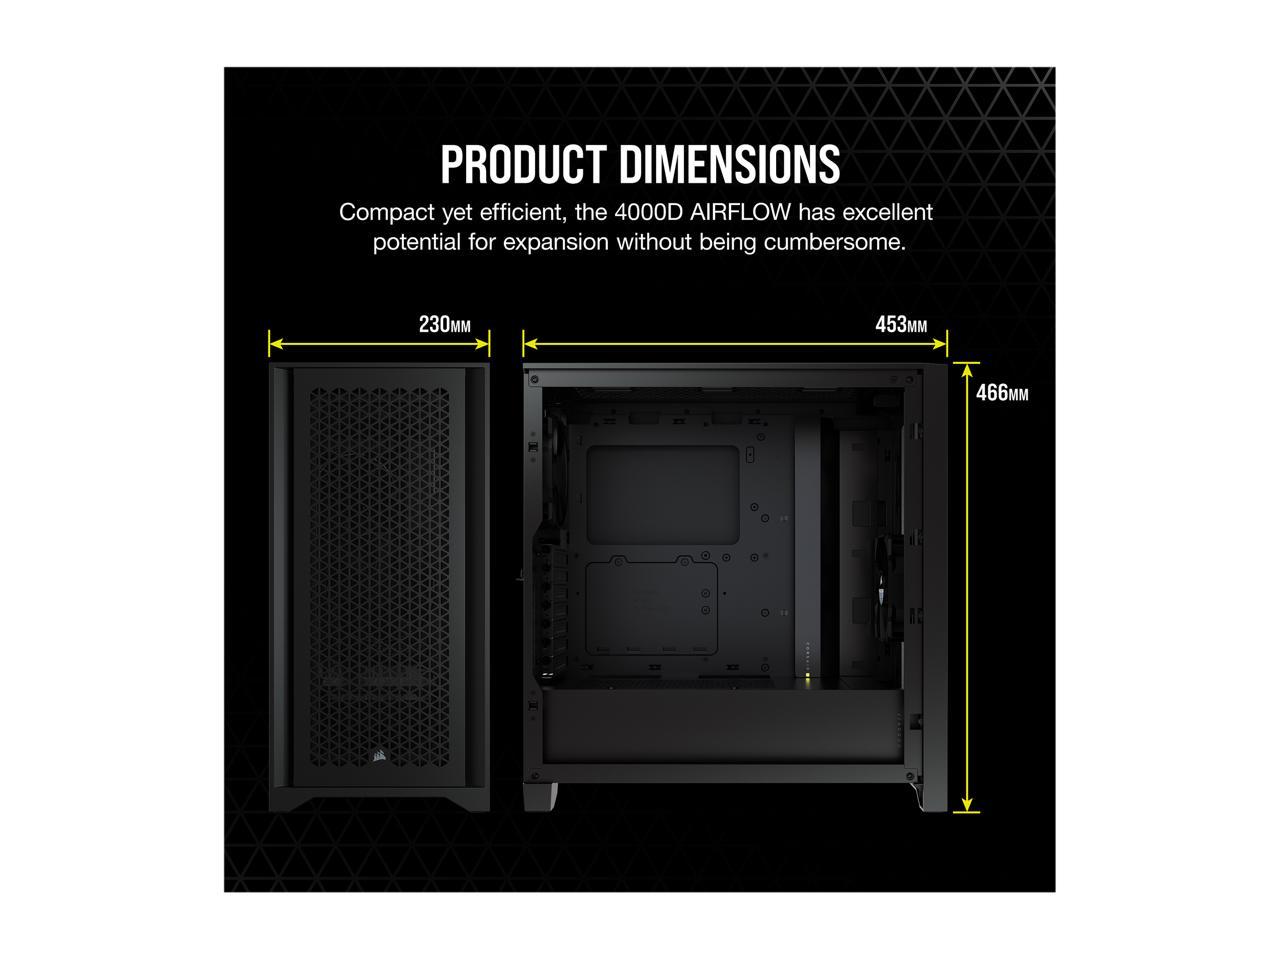 PRODUCT DIMENSIONS
Compact yet efficient, the 4000D AIRFLOW has excellent
potential for expansion without being cumbersome.
230MM
453MM
466MM
CORSAIR